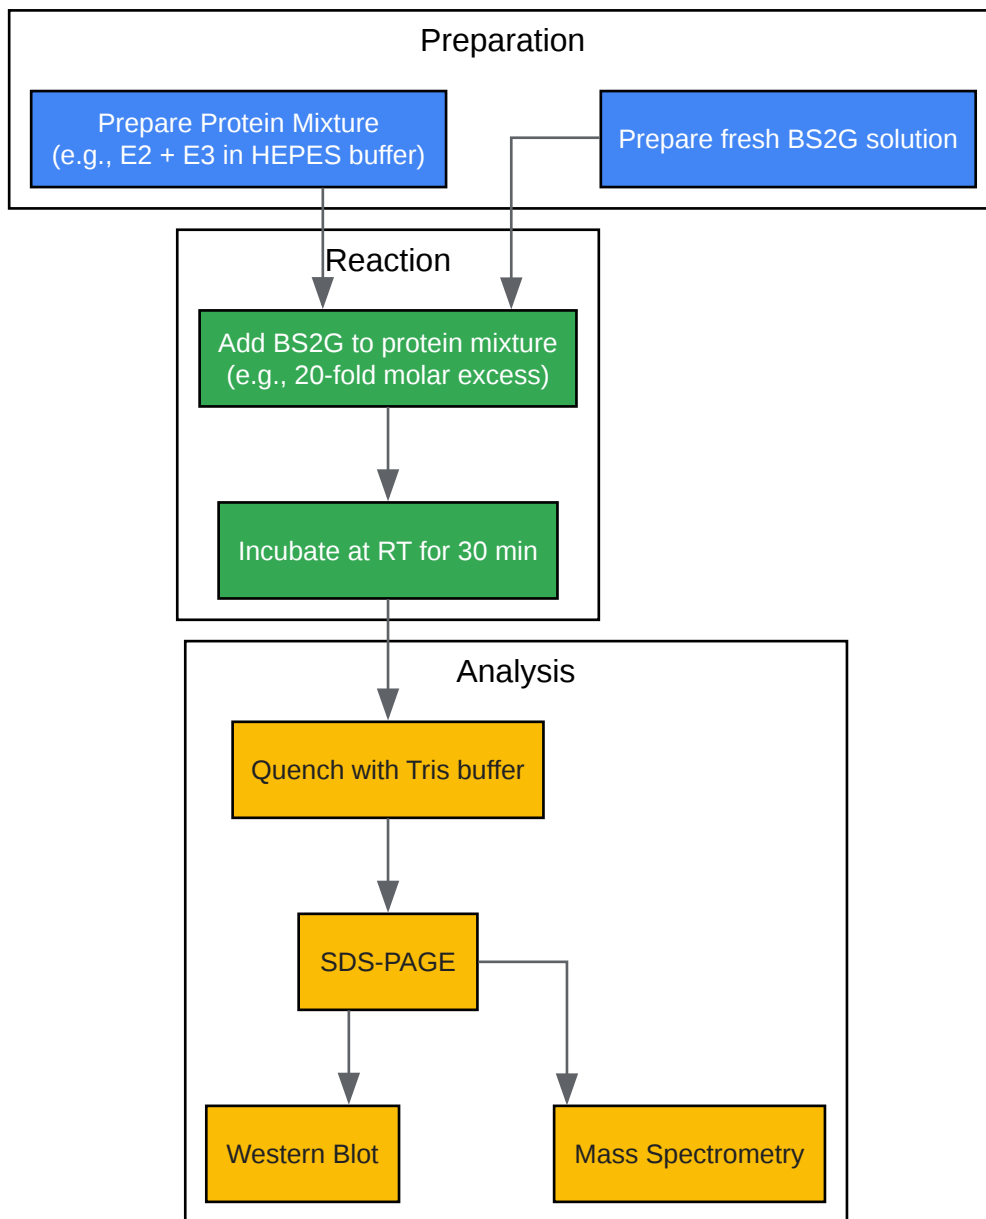 Preparation
Prepare Protein Mixture
(e.g., E2 + E3 in HEPES buffer)
Prepare fresh BS2G solution
Reaction
Add BS2G to protein mixture
(e.g., 20-fold molar excess)
Incubate at RT for 30 min
Analysis
Quench with Tris buffer
SDS-PAGE
Western Blot
Mass Spectrometry